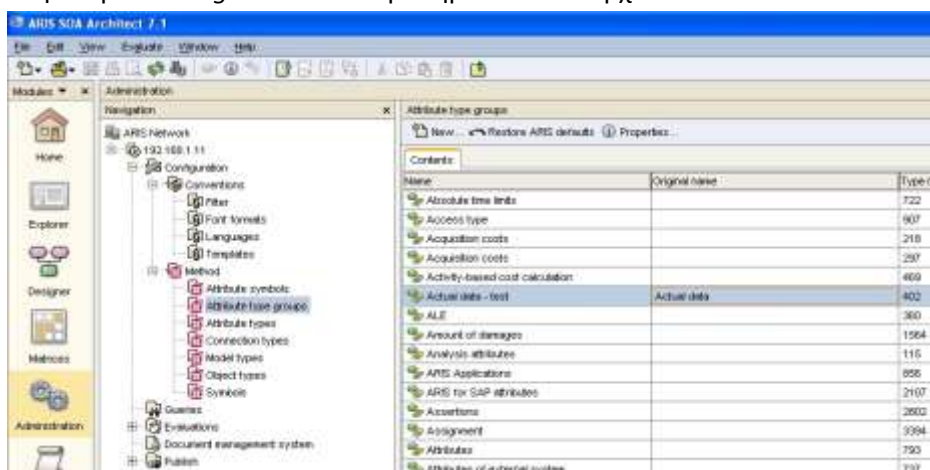 ARIS SOA Architect 7.1
File Edit View Evaluate Window Help
Modules
Administration
Navigation
Attribute type groups
New... Restore ARIS defaults Properties...
Contents
Name Original name Type
Home
Explorer
Designer
Matrices
Administration
ARIS Network
192.168.1.11
Configuration
Conventions
Filter
Font formats
Languages
Templates
Method
Attribute symbols
Attribute type groups
Attribute types
Connection types
Model types
Object types
Symbols
Queries
Evaluations
Document management system
Publish
Absolute time limits 722
Access type 907
Acquisition costs 218
Acquisition costs 297
Activity-based cost calculation 469
Actual data - test Actual data 402
ALE 360
Amount of damages 1564
Analysis attributes 115
ARIS Applications 856
ARIS for SAP attributes 2107
Assertions 2602
Assignment 3394
Attributes 793
Attributes of external system 737